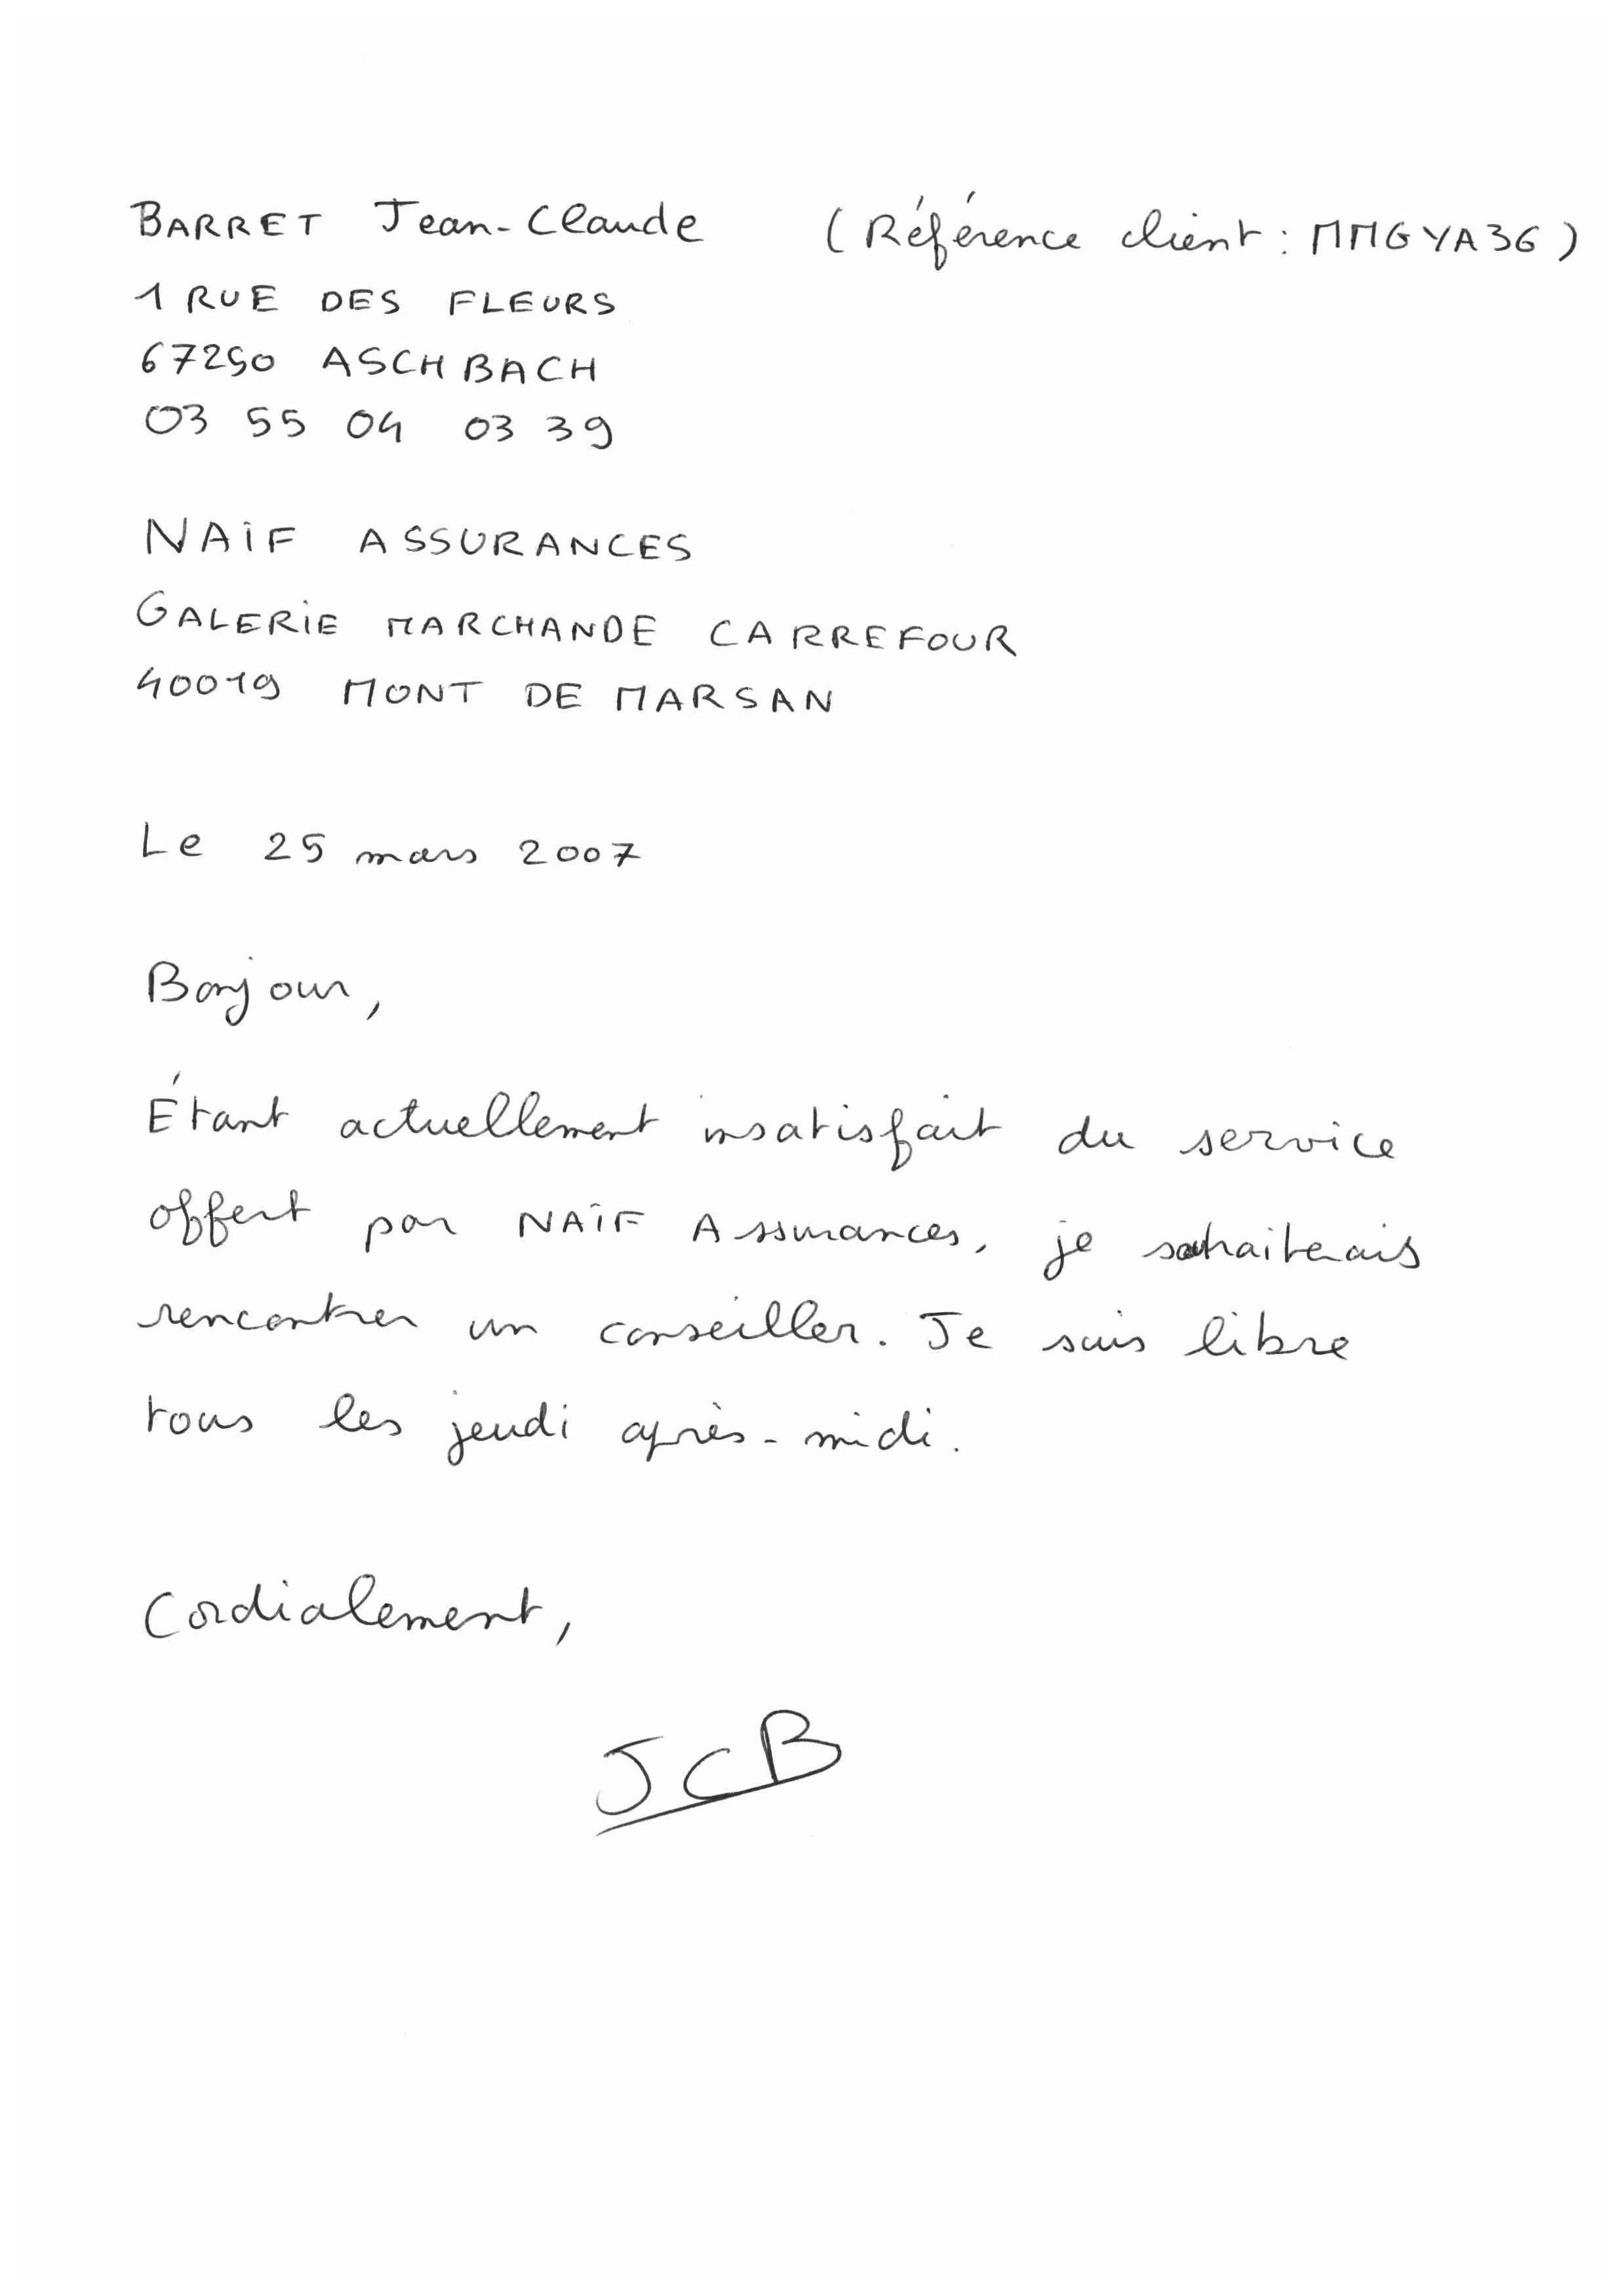 BARRET Jean-Claude (Référence client : MMGYA36)
1 RUE DES FLEURS
67250 ASCHBACH
03 55 04 03 39
NAÏF ASSURANCES
GALERIE MARCHANDE CARREFOUR
40019 MONT DE MARSAN
Le 25 mars 2007
Bonjour,
Étant actuellement insatisfait du service
offert par NAÏF Assurances, je souhaiterais
rencontrer un conseiller. Je suis libre
tous les jeudi après-midi.
Cordialement,
JCB